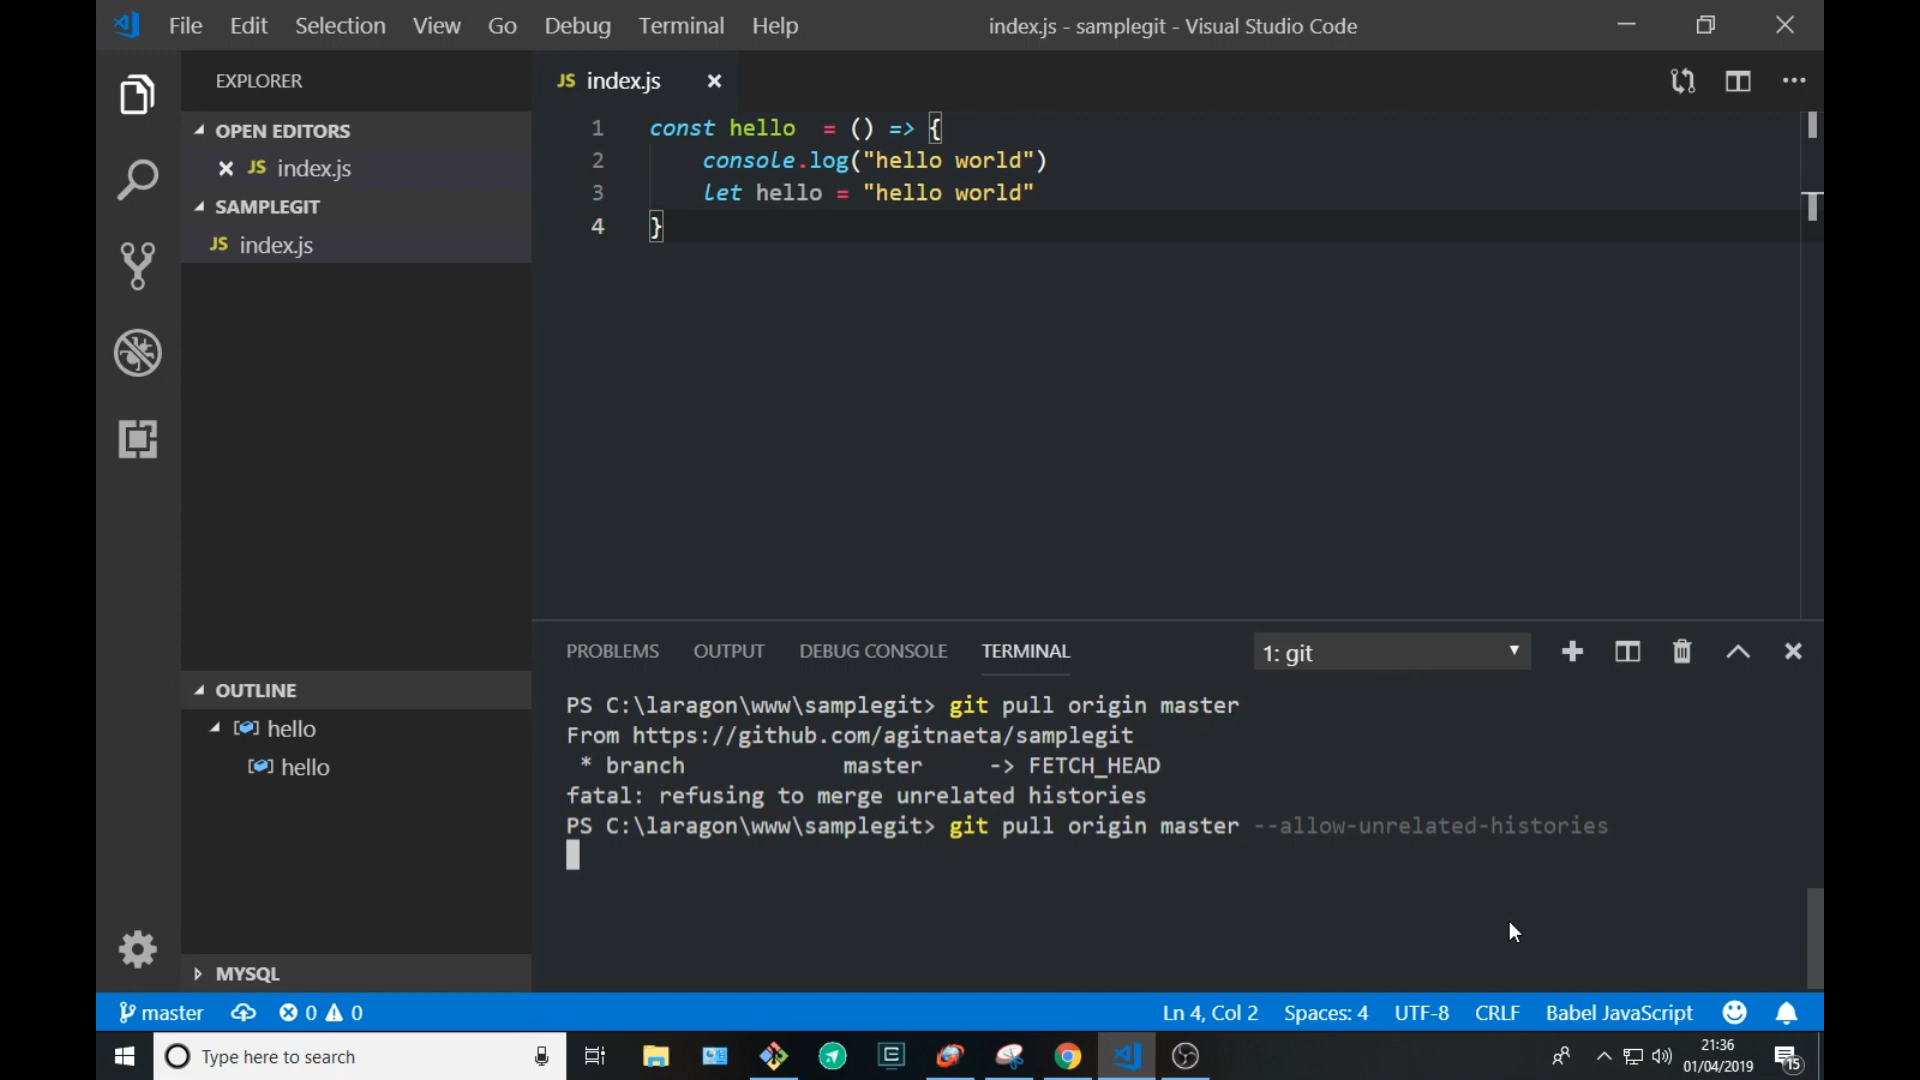 File Edit Selection View Go Debug Terminal Help
index.js - samplegit - Visual Studio Code
EXPLORER
OPEN EDITORS
JS index.js
SAMPLEGIT
JS index.js
OUTLINE
hello
hello
MYSQL
JS index.js
1 const hello  = () => {
2 console.log("hello world")
3 let hello = "hello world"
4 }
PROBLEMS OUTPUT DEBUG CONSOLE TERMINAL
1: git
PS C:\laragon\www\samplegit> git pull origin master
From https://github.com/agitnaeta/samplegit
 * branch            master     -> FETCH_HEAD
fatal: refusing to merge unrelated histories
PS C:\laragon\www\samplegit> git pull origin master --allow-unrelated-histories
master 0 0
Ln 4, Col 2 Spaces: 4 UTF-8 CRLF Babel JavaScript
Type here to search
21:36
01/04/2019
15